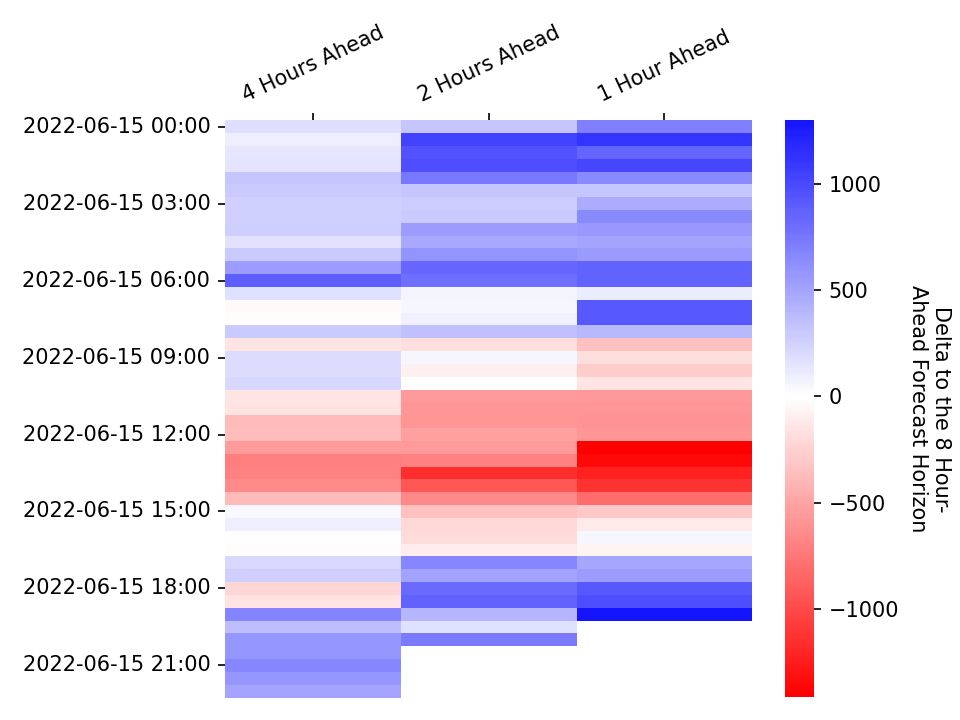 4 Hours Ahead
2 Hours Ahead
1 Hour Ahead
2022-06-15 00:00
2022-06-15 03:00
2022-06-15 06:00
2022-06-15 09:00
2022-06-15 12:00
2022-06-15 15:00
2022-06-15 18:00
2022-06-15 21:00
1000
500
0
−500
−1000
Delta to the 8 Hour-
Ahead Forecast Horizon